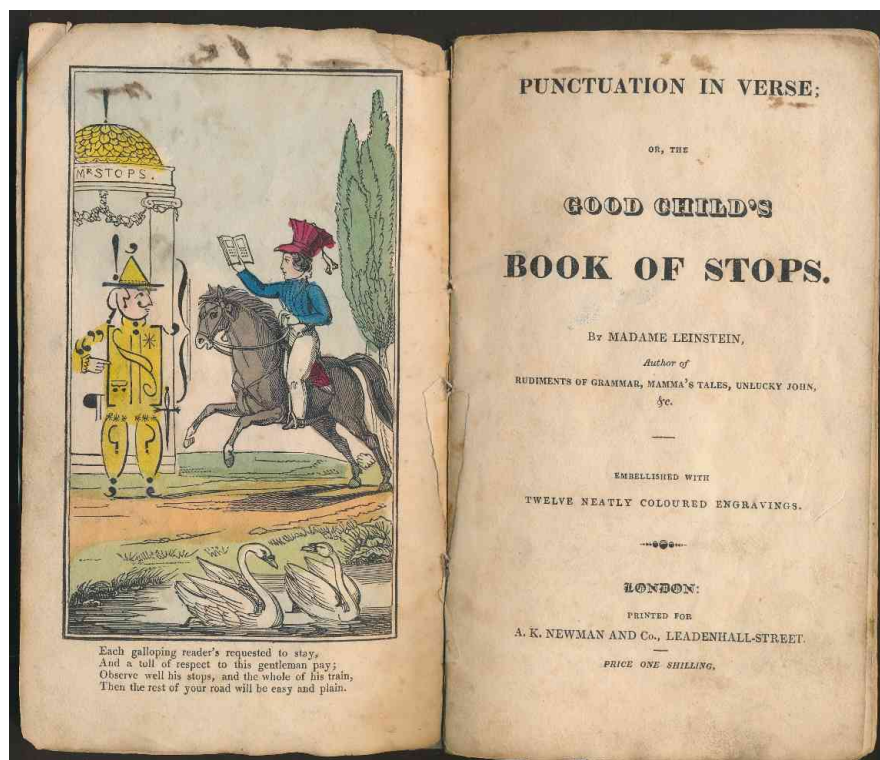 Mr STOPS.
Each galloping reader's requested to stay,
And a toll of respect to this gentleman pay;
Observe well his stops, and the whole of his train,
Then the rest of your road will be easy and plain.
PUNCTUATION IN VERSE;
OR, THE
GOOD CHILD'S
BOOK OF STOPS.
By MADAME LEINSTEIN,
Author of
RUDIMENTS OF GRAMMAR, MAMMA'S TALES, UNLUCKY JOHN,
&c.
EMBELLISHED WITH
TWELVE NEATLY COLOURED ENGRAVINGS.
LONDON:
PRINTED FOR
A. K. NEWMAN AND Co., LEADENHALL-STREET.
PRICE ONE SHILLING.